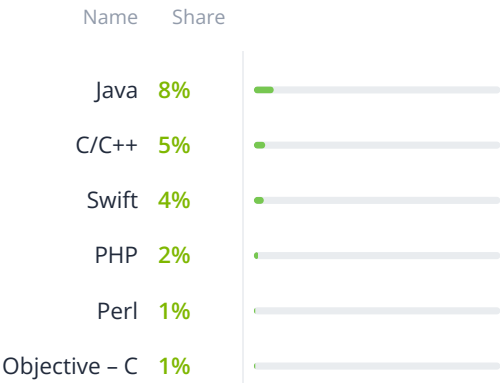 Name Share
Java 8%
C/C++ 5%
Swift 4%
PHP 2%
Perl 1%
Objective – C 1%